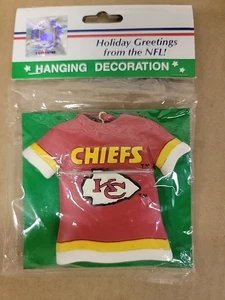 Holiday Greetings
from the NFL!
HANGING DECORATION
CHIEFS
KC